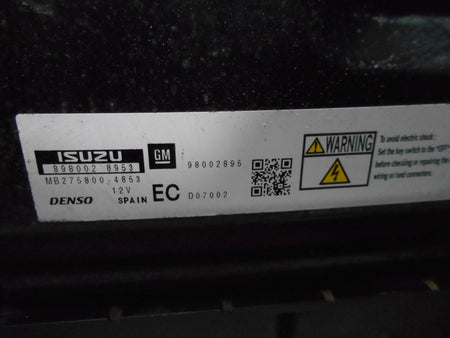 ISUZU
898002 8953
MB275800-4853
12V
DENSO SPAIN EC
GM
98002895
D07002
WARNING
To avoid electric shock;
Set the key switch to the "OFF"
before checking or repairing the
wiring on/and connectors.